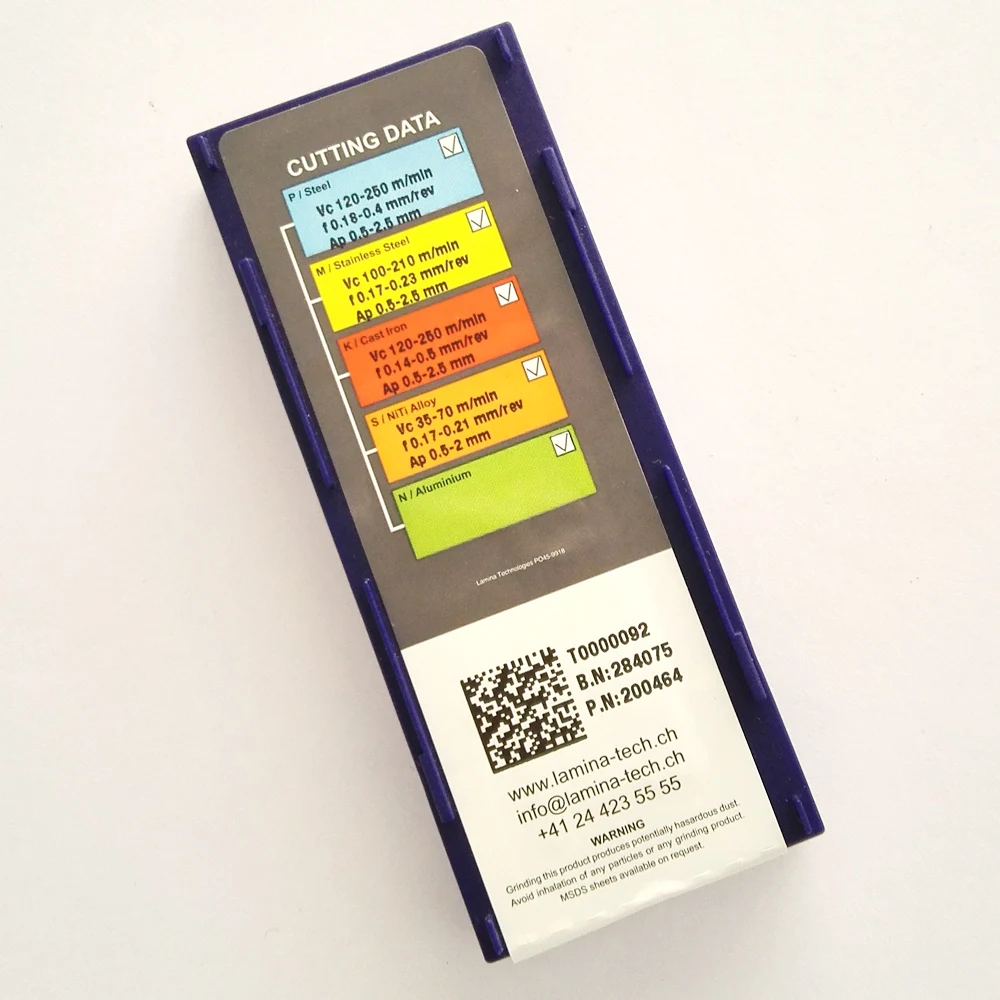 CUTTING DATA
P / Steel
Vc 120-250 m/min
f 0.18-0.4 mm/rev
Ap 0.5-2.5 mm
M / Stainless Steel
Vc 100-210 m/min
f 0.17-0.23 mm/rev
Ap 0.5-2.5 mm
K / Cast Iron
Vc 120-250 m/min
f 0.14-0.5 mm/rev
Ap 0.5-2.5 mm
S / NiTi Alloy
Vc 35-70 m/min
f 0.17-0.21 mm/rev
Ap 0.5-2 mm
N / Aluminium
Lamina Technologies PO45-9918
T0000092
B.N:284075
P.N:200464
www.lamina-tech.ch
info@lamina-tech.ch
+41 24 423 55 55
WARNING
Grinding this product produces potentially hasardous dust.
Avoid inhalation of any particles or any grinding product.
MSDS sheets available on request.